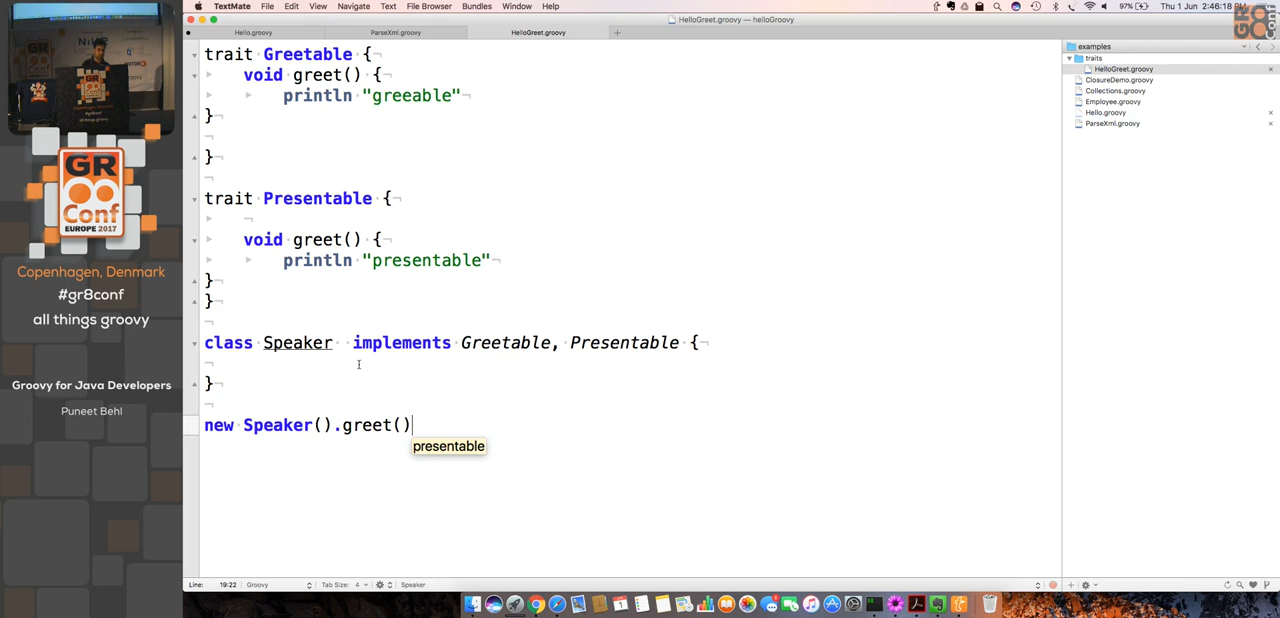 TextMate File Edit View Navigate Text File Browser Bundles Window Help
97% Thu 1 Jun 2:46:18 PM
HelloGreet.groovy — helloGroovy
Hello.groovy ParseXml.groovy HelloGreet.groovy
trait Greetable {
void greet() {
println "greeable"
}
}
trait Presentable {
void greet() {
println "presentable"
}
}
class Speaker implements Greetable, Presentable {
}
new Speaker().greet()
presentable
examples
traits
HelloGreet.groovy
ClosureDemo.groovy
Collections.groovy
Employee.groovy
Hello.groovy
ParseXml.groovy
GR
Conf
EUROPE 2017
Copenhagen, Denmark
#gr8conf
all things groovy
Groovy for Java Developers
Puneet Behl
Line: 19:22 Groovy Tab Size: 4 Speaker